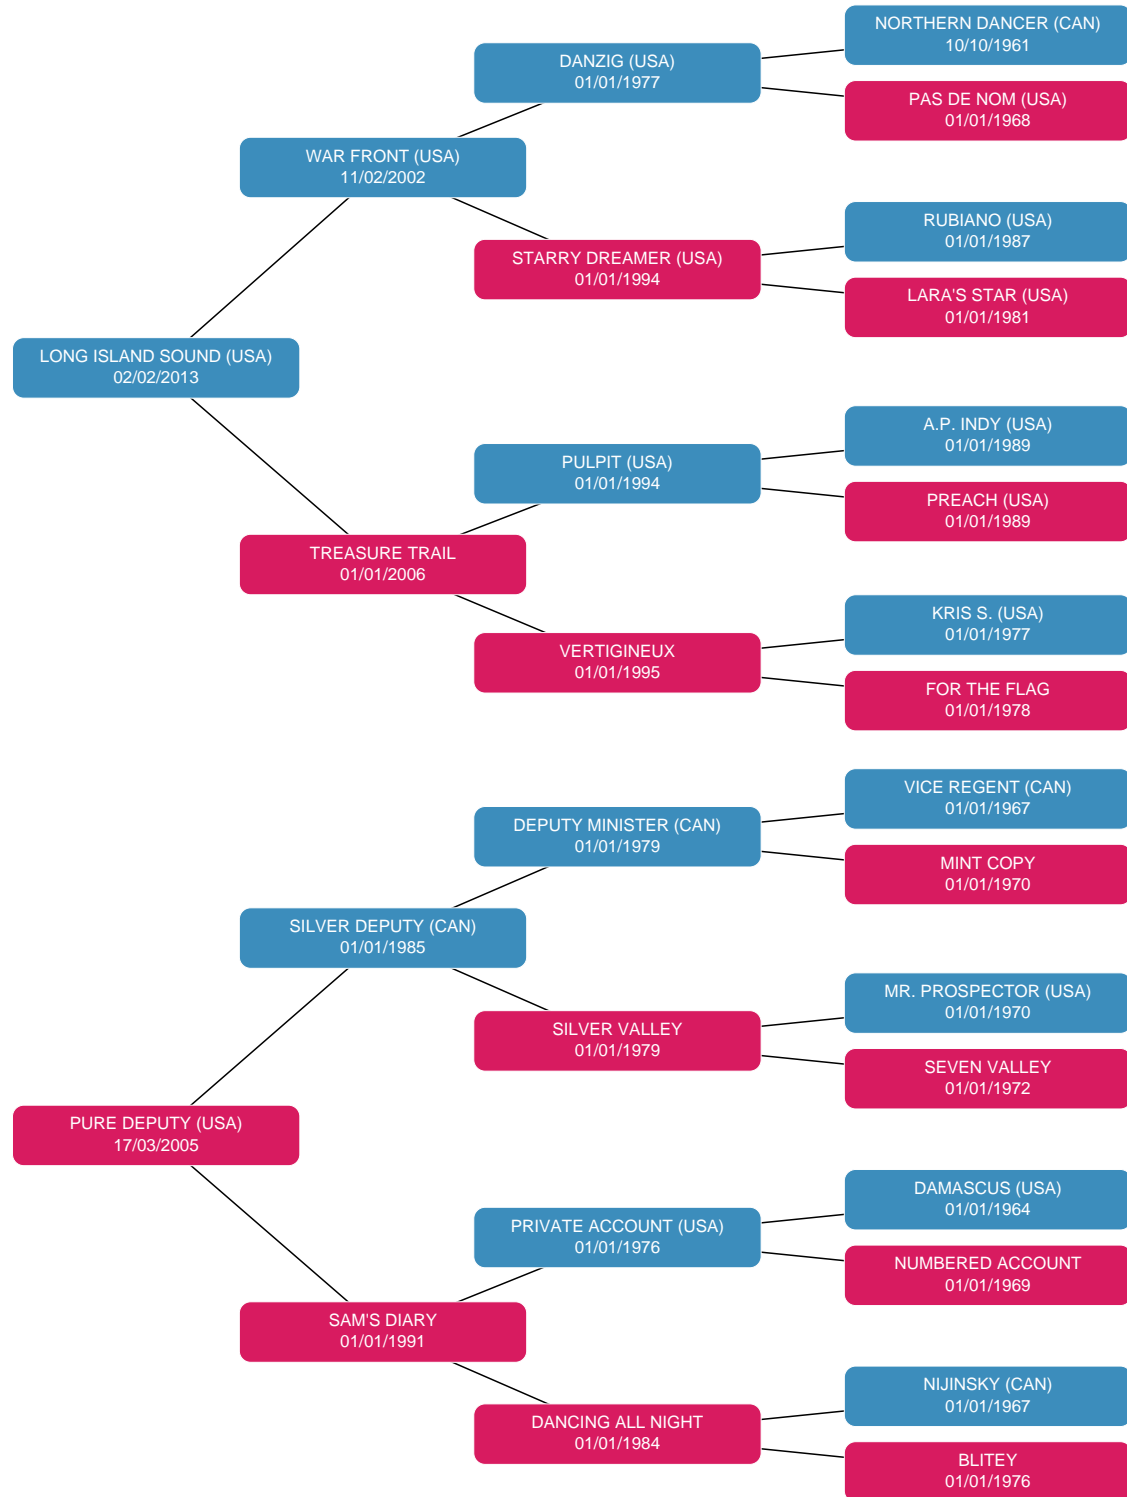 NORTHERN DANCER (CAN)
10/10/1961
DANZIG (USA)
01/01/1977
PAS DE NOM (USA)
01/01/1968
WAR FRONT (USA)
11/02/2002
RUBIANO (USA)
01/01/1987
STARRY DREAMER (USA)
01/01/1994
LARA'S STAR (USA)
01/01/1981
LONG ISLAND SOUND (USA)
02/02/2013
A.P. INDY (USA)
01/01/1989
PULPIT (USA)
01/01/1994
PREACH (USA)
01/01/1989
TREASURE TRAIL
01/01/2006
KRIS S. (USA)
01/01/1977
VERTIGINEUX
01/01/1995
FOR THE FLAG
01/01/1978
VICE REGENT (CAN)
01/01/1967
DEPUTY MINISTER (CAN)
01/01/1979
MINT COPY
01/01/1970
SILVER DEPUTY (CAN)
01/01/1985
MR. PROSPECTOR (USA)
01/01/1970
SILVER VALLEY
01/01/1979
SEVEN VALLEY
01/01/1972
PURE DEPUTY (USA)
17/03/2005
DAMASCUS (USA)
01/01/1964
PRIVATE ACCOUNT (USA)
01/01/1976
NUMBERED ACCOUNT
01/01/1969
SAM'S DIARY
01/01/1991
NIJINSKY (CAN)
01/01/1967
DANCING ALL NIGHT
01/01/1984
BLITEY
01/01/1976